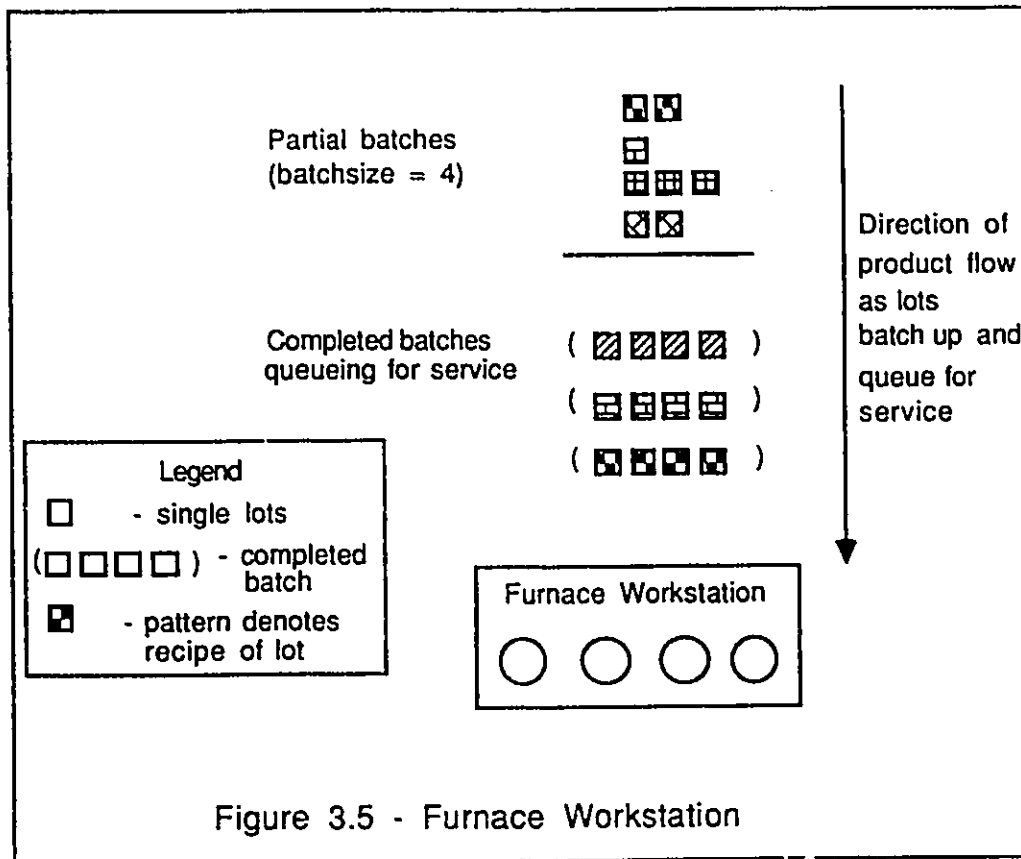 Partial batches
(batchsize = 4)
Direction of
product flow
as lots
batch up and
queue for
service
Completed batches
queueing for service
( )
( )
( )
Legend
- single lots
( ) - completed
batch
- pattern denotes
recipe of lot
Furnace Workstation
Figure 3.5 - Furnace Workstation